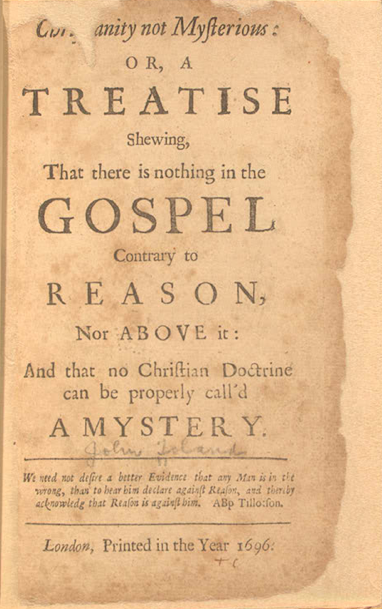 Christianity not Myſterious:
OR, A
TREATISE
Shewing,
That there is nothing in the
GOSPEL
Contrary to
REASON,
Nor ABOVE it:
And that no Chriſtian Doctrine
can be properly call'd
A MYSTERY.
John Toland
We need not deſire a better Evidence that any Man is in the
wrong, than to hear him declare againſt Reaſon, and thereby
acknowledg that Reaſon is againſt him. ABp Tillotſon.
London, Printed in the Year 1696.